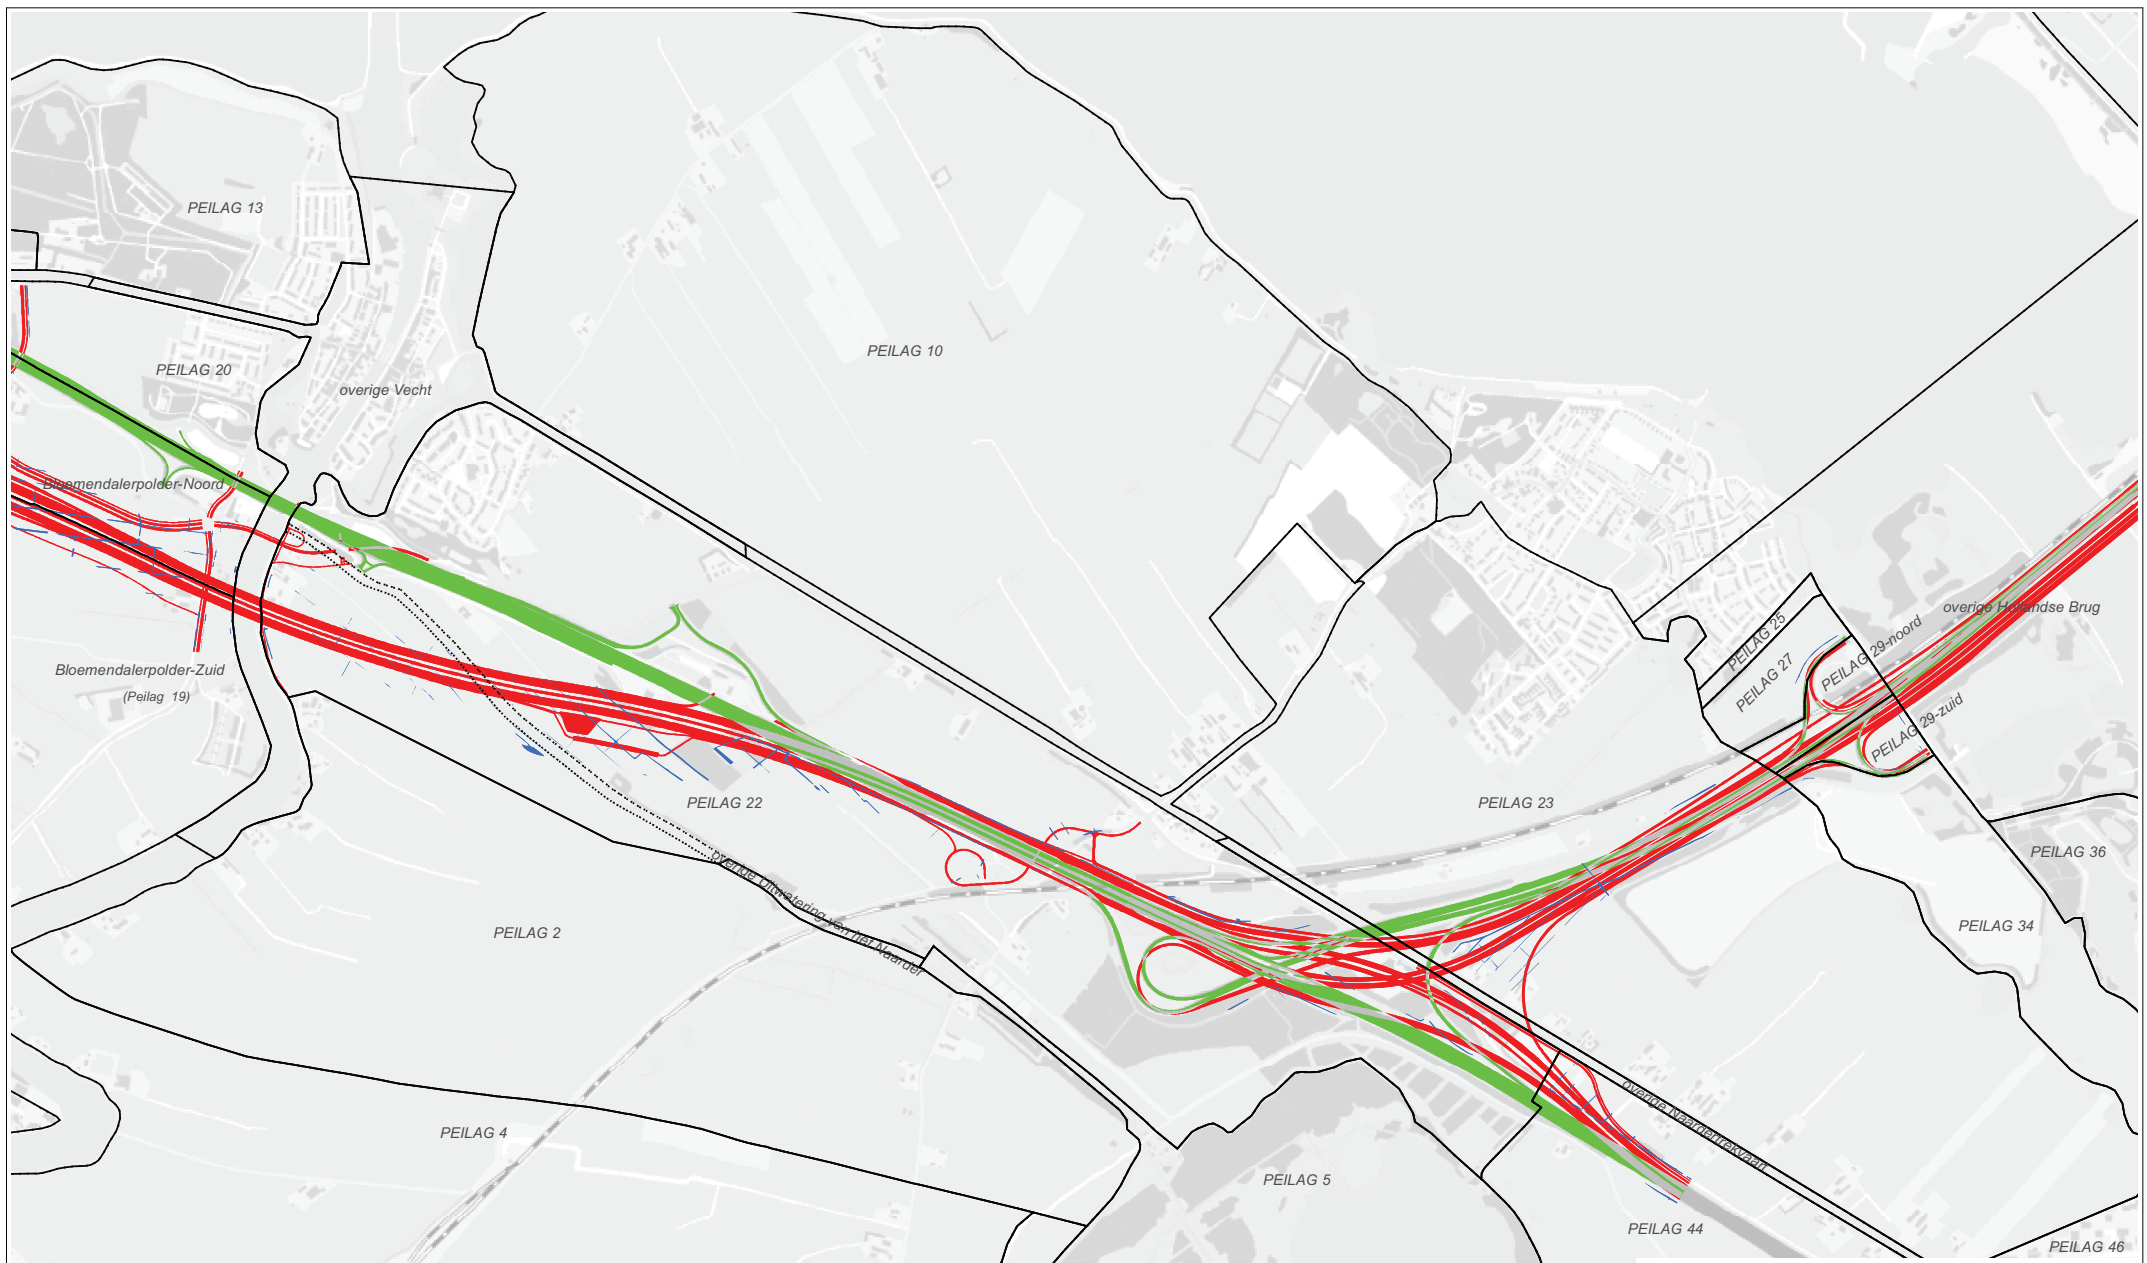 PEILAG 13
PEILAG 10
PEILAG 20
overige Vecht
Bloemendalerpolder-Noord
overige Hollandse Brug
PEILAG 25
PEILAG 29-noord
PEILAG 27
Bloemendalerpolder-Zuid
(Peilag 19)
PEILAG 29-zuid
PEILAG 22
PEILAG 23
PEILAG 36
overige Uitwatering van het Naarder
PEILAG 2
PEILAG 34
PEILAG 4
overige Naardertrekvaart
PEILAG 5
PEILAG 44
PEILAG 46